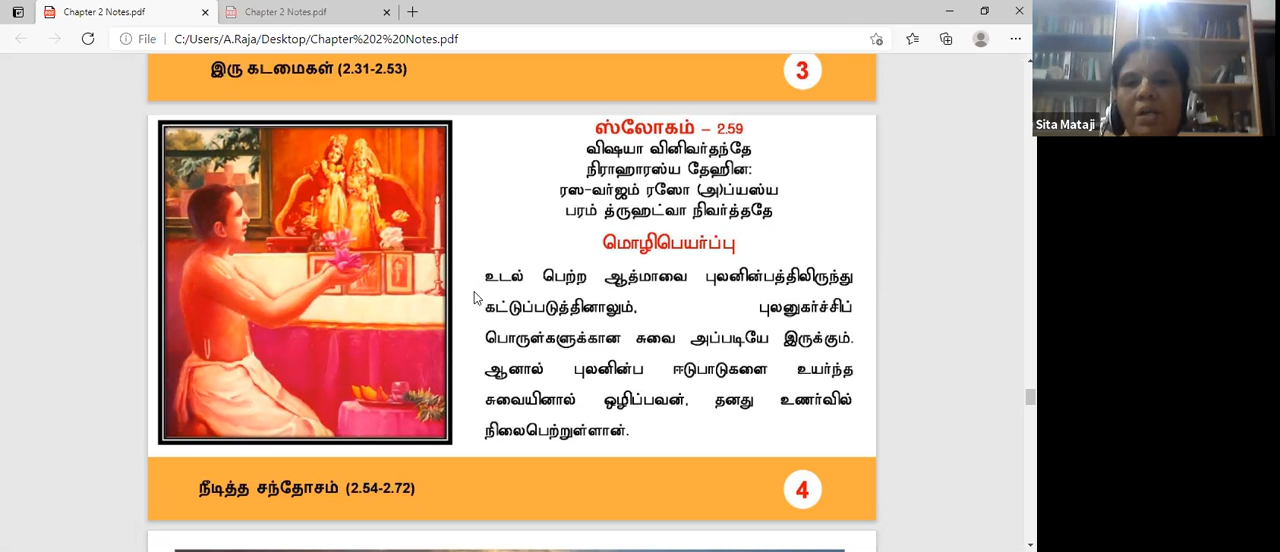 Chapter 2 Notes.pdf
Chapter 2 Notes.pdf
File
C:/Users/A.Raja/Desktop/Chapter%202%20Notes.pdf
Sita Mataji
இரு கடமைகள் (2.31-2.53)
3
ஸ்லோகம் – 2.59
விஷயா வினிவர்தந்தே
நிராஹாரஸ்ய தேஹின:
ரஸ-வர்ஜம் ரஸோ (அ)ப்யஸ்ய
பரம் த்ருஹட்வா நிவர்த்ததே
மொழிபெயர்ப்பு
உடல் பெற்ற ஆத்மாவை புலனின்பத்திலிருந்து
கட்டுப்படுத்தினாலும், புலனுகர்ச்சிப்
பொருள்களுக்கான சுவை அப்படியே இருக்கும்.
ஆனால் புலனின்ப ஈடுபாடுகளை உயர்ந்த
சுவையினால் ஒழிப்பவன், தனது உணர்வில்
நிலைபெற்றுள்ளான்.
நீடித்த சந்தோசம் (2.54-2.72)
4